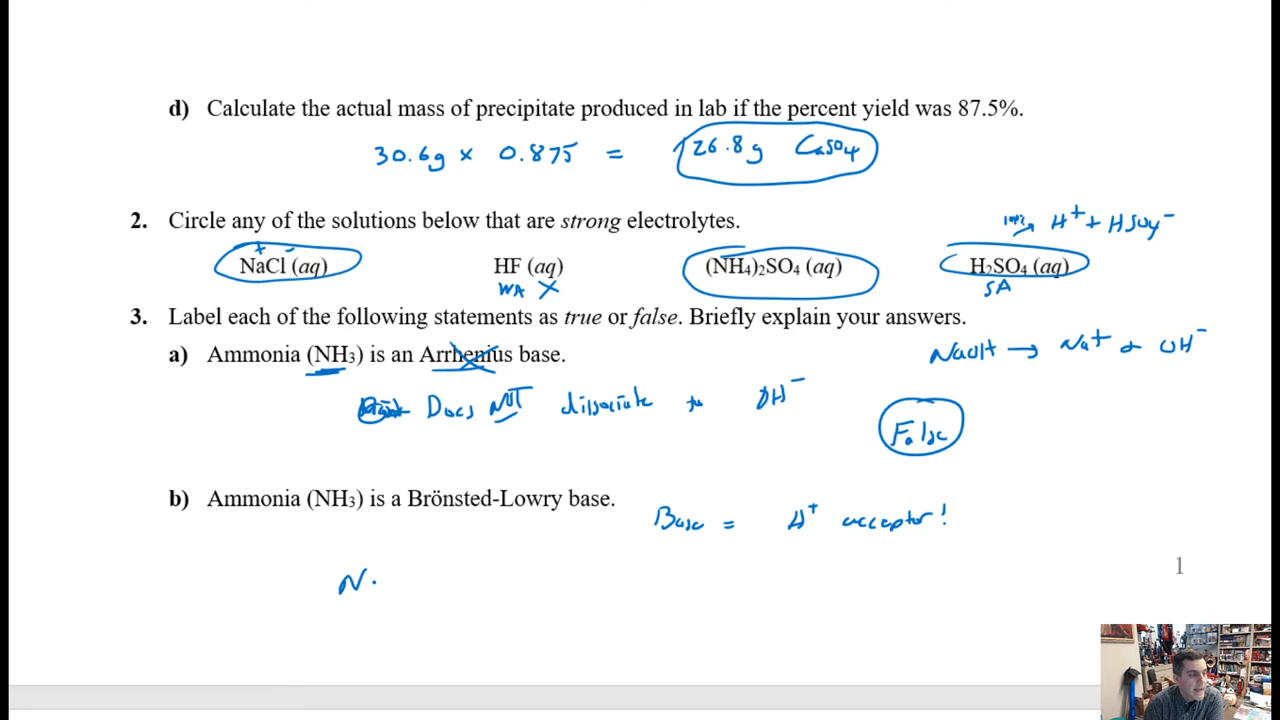 d) Calculate the actual mass of precipitate produced in lab if the percent yield was 87.5%.
30.6g × 0.875 = 26.8g CaSO4
2. Circle any of the solutions below that are strong electrolytes.
100% → H+ + HSO4-
+ -
NaCl (aq) HF (aq) (NH4)2SO4 (aq) H2SO4 (aq)
WA X SA
3. Label each of the following statements as true or false. Briefly explain your answers.
NaOH → Na+ + OH-
a) Ammonia (NH3) is an Arrhenius base.
Does NOT dissociate to OH-
False
b) Ammonia (NH3) is a Brönsted-Lowry base.
Base = H+ acceptor!
1
N